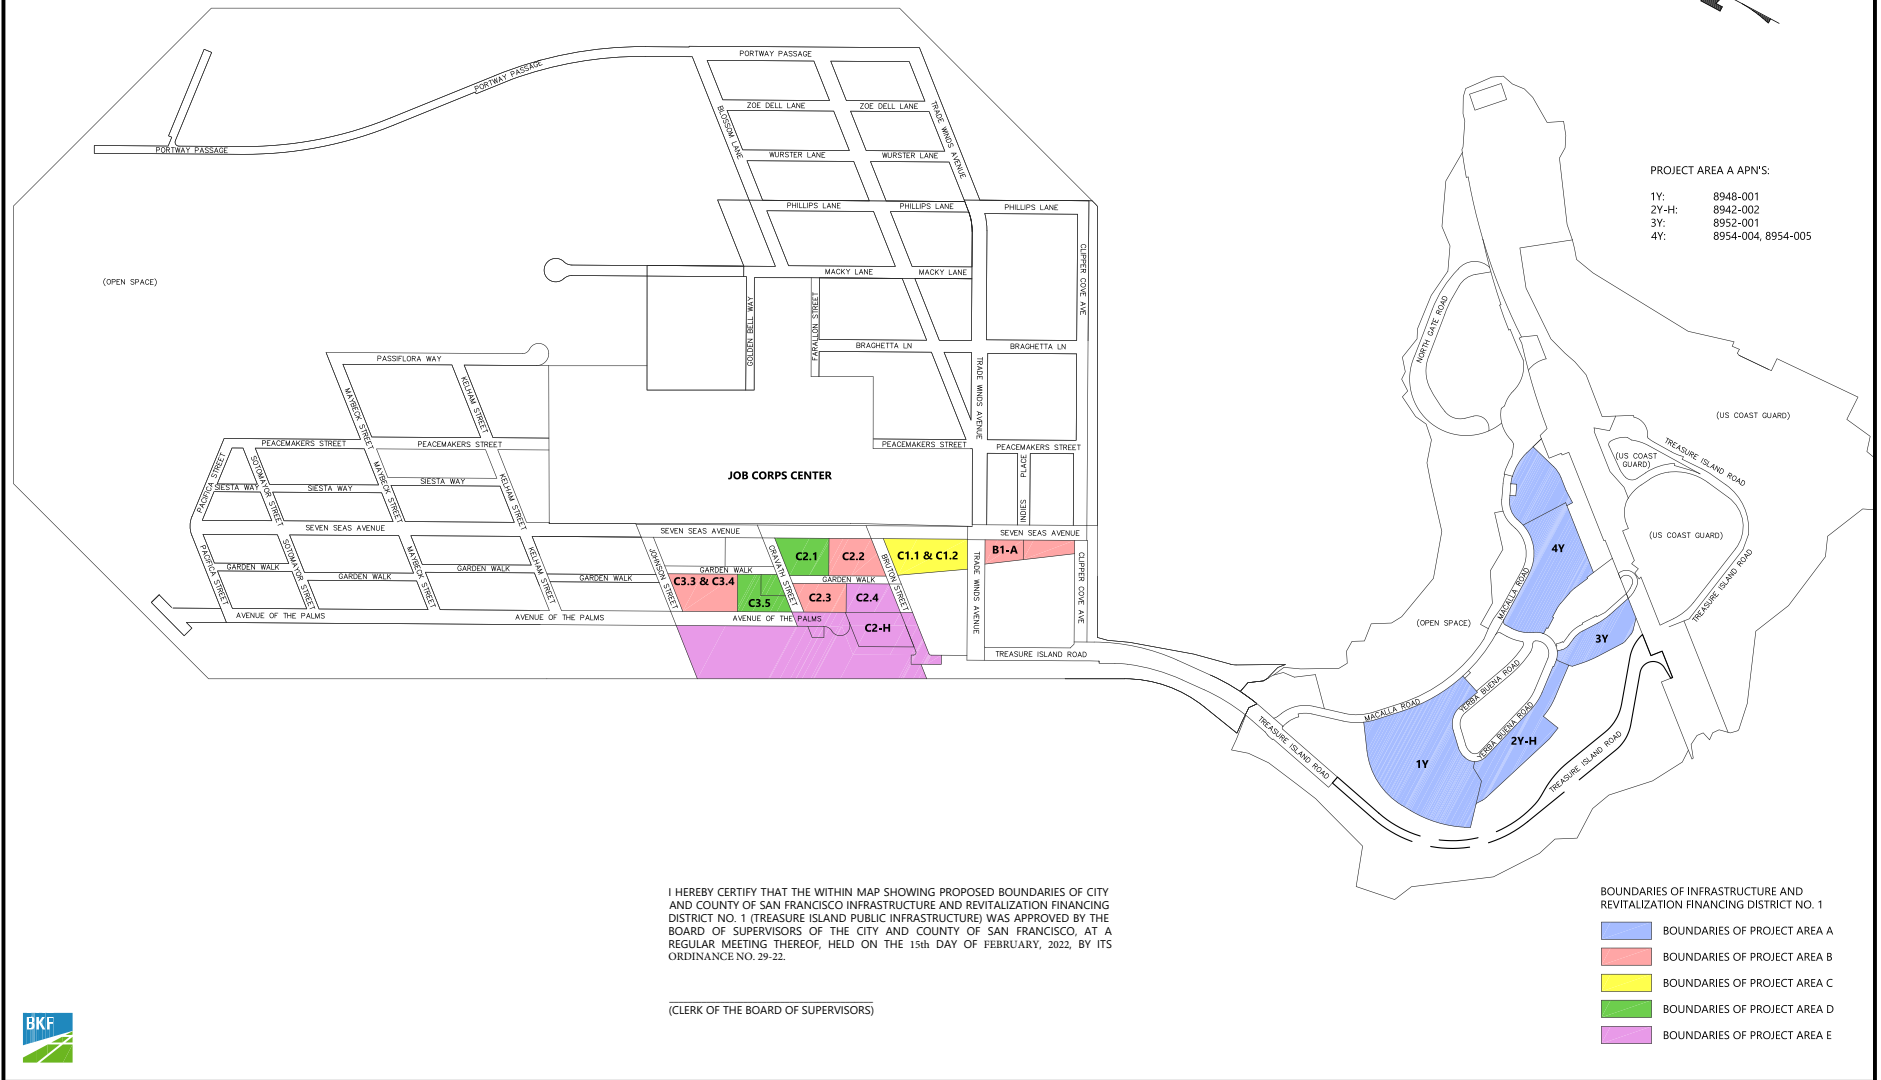 PORTWAY PASSAGE
PORTWAY PASSAGE
PORTWAY PASSAGE
ZOE DELL LANE
ZOE DELL LANE
BLOSSOM LANE
TRADE WINDS AVENUE
WURSTER LANE
WURSTER LANE
PHILLIPS LANE
PHILLIPS LANE
PHILLIPS LANE
CLIPPER COVE AVE
MACKY LANE
MACKY LANE
(OPEN SPACE)
GOLDEN BELL WAY
FARALLON STREET
BRAGHETTA LN
BRAGHETTA LN
TRADE WINDS AVENUE
PASSIFLORA WAY
MAYBECK STREET
KELHAM STREET
PEACEMAKERS STREET
PEACEMAKERS STREET
PEACEMAKERS STREET
PEACEMAKERS STREET
PACIFICA STREET
SOTOMAYOR STREET
MAYBECK STREET
KELHAM STREET
SIESTA WAY
SIESTA WAY
SIESTA WAY
JOB CORPS CENTER
INDIES PLACE
SEVEN SEAS AVENUE
SEVEN SEAS AVENUE
SEVEN SEAS AVENUE
PACIFICA STREET
SOTOMAYOR STREET
MAYBECK STREET
KELHAM STREET
JOHNSON STREET
CRAVATH STREET
BRUTON STREET
TRADE WINDS AVENUE
CLIPPER COVE AVE
C2.1
C2.2
C1.1 & C1.2
B1-A
GARDEN WALK
GARDEN WALK
GARDEN WALK
GARDEN WALK
GARDEN WALK
GARDEN WALK
C3.3 & C3.4
C3.5
C2.3
C2.4
AVENUE OF THE PALMS
AVENUE OF THE PALMS
AVENUE OF THE PALMS
C2-H
TREASURE ISLAND ROAD
PROJECT AREA A APN'S:
1Y: 8948-001
2Y-H: 8942-002
3Y: 8952-001
4Y: 8954-004, 8954-005
NORTH GATE ROAD
(US COAST GUARD)
(US COAST
GUARD)
TREASURE ISLAND ROAD
(US COAST GUARD)
TREASURE ISLAND ROAD
4Y
MACALLA ROAD
(OPEN SPACE)
3Y
YERBA BUENA ROAD
MACALLA ROAD
YERBA BUENA ROAD
2Y-H
1Y
TREASURE ISLAND ROAD
TREASURE ISLAND ROAD
I HEREBY CERTIFY THAT THE WITHIN MAP SHOWING PROPOSED BOUNDARIES OF CITY
AND COUNTY OF SAN FRANCISCO INFRASTRUCTURE AND REVITALIZATION FINANCING
DISTRICT NO. 1 (TREASURE ISLAND PUBLIC INFRASTRUCTURE) WAS APPROVED BY THE
BOARD OF SUPERVISORS OF THE CITY AND COUNTY OF SAN FRANCISCO, AT A
REGULAR MEETING THEREOF, HELD ON THE 15th DAY OF FEBRUARY, 2022, BY ITS
ORDINANCE NO. 29-22.
(CLERK OF THE BOARD OF SUPERVISORS)
BOUNDARIES OF INFRASTRUCTURE AND
REVITALIZATION FINANCING DISTRICT NO. 1
BOUNDARIES OF PROJECT AREA A
BOUNDARIES OF PROJECT AREA B
BOUNDARIES OF PROJECT AREA C
BOUNDARIES OF PROJECT AREA D
BOUNDARIES OF PROJECT AREA E
BKF